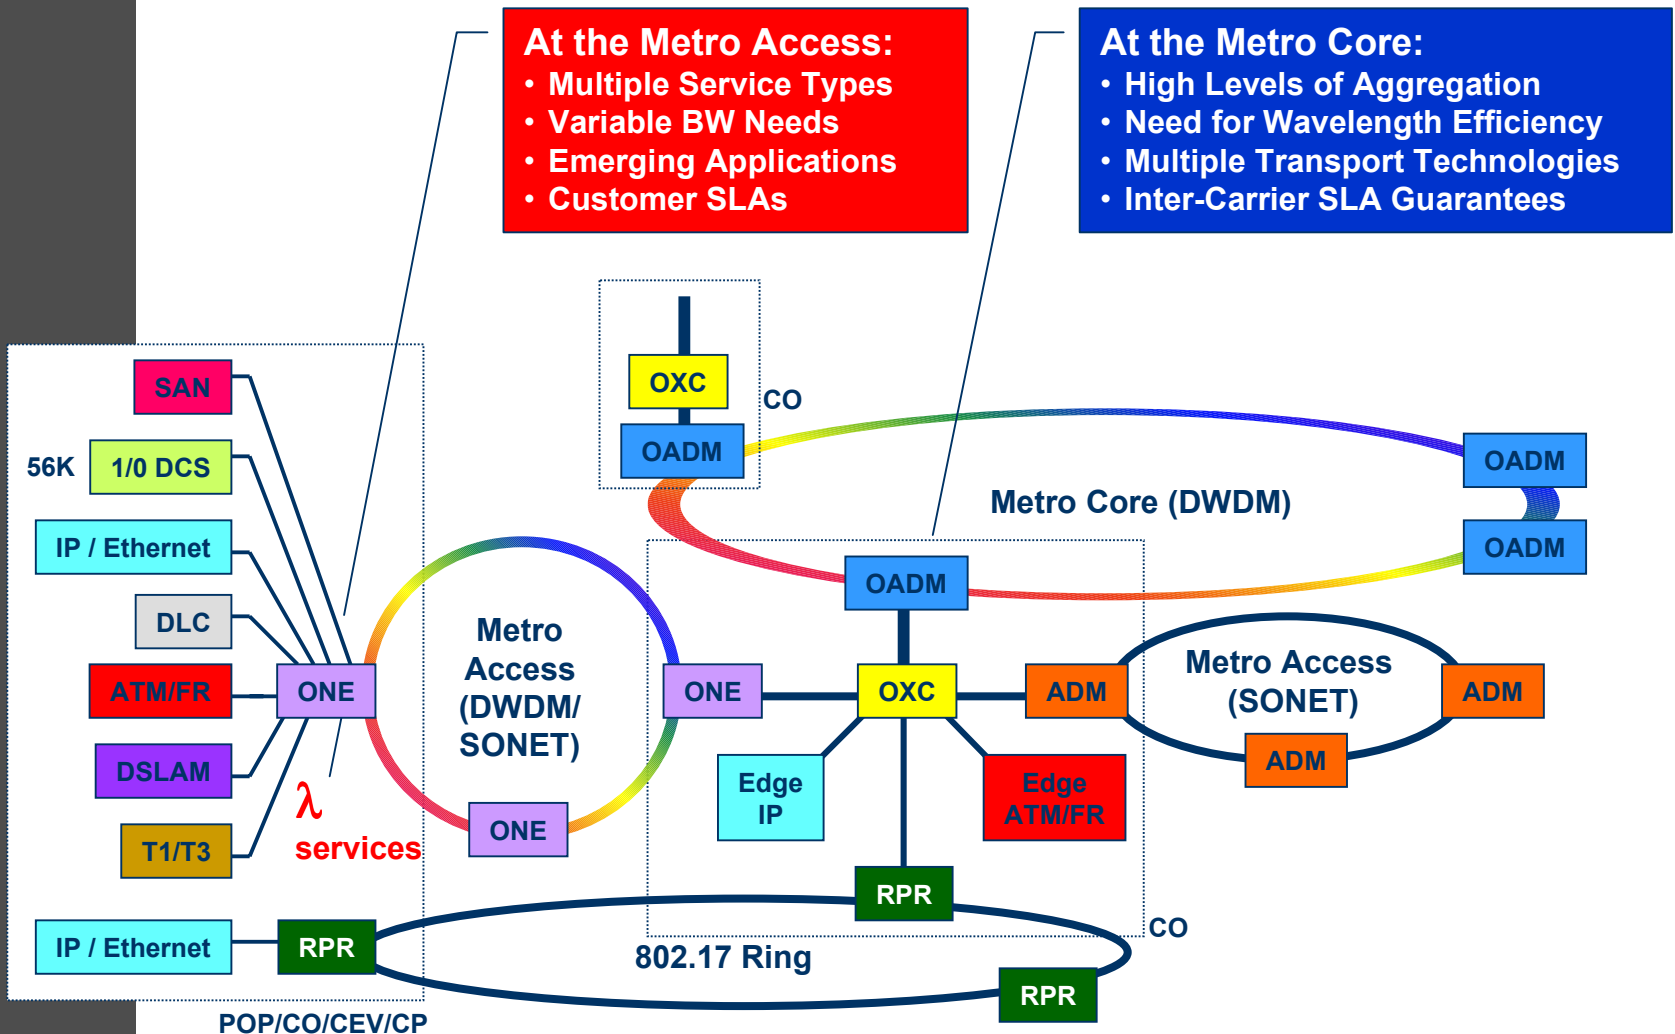 At the Metro Access:
• Multiple Service Types
• Variable BW Needs
• Emerging Applications
• Customer SLAs
At the Metro Core:
• High Levels of Aggregation
• Need for Wavelength Efficiency
• Multiple Transport Technologies
• Inter-Carrier SLA Guarantees
OXC
CO
OADM
OADM
OADM
Metro Core (DWDM)
OADM
SAN
56K
1/0 DCS
IP / Ethernet
DLC
ATM/FR
DSLAM
T1/T3
ONE
λ
services
Metro
Access
(DWDM/
SONET)
ONE
ONE
OXC
ADM
Metro Access
(SONET)
ADM
ADM
Edge
IP
Edge
ATM/FR
RPR
CO
IP / Ethernet
RPR
802.17 Ring
RPR
POP/CO/CEV/CP